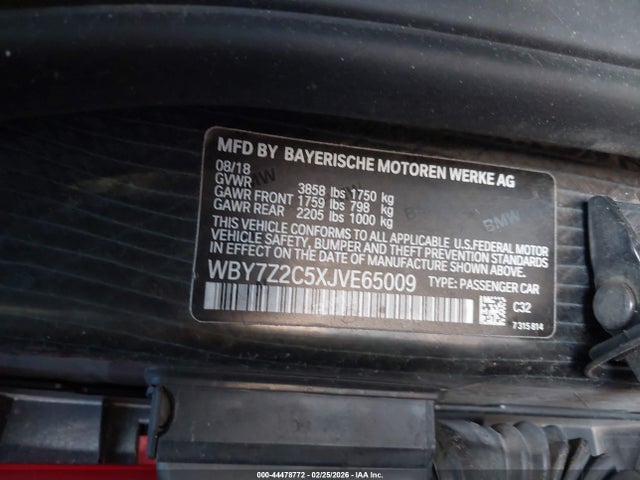 MFD BY BAYERISCHE MOTOREN WERKE AG
08/18
GVWR 3858 lbs 1750 kg
GAWR FRONT 1759 lbs 798 kg
GAWR REAR 2205 lbs 1000 kg
THIS VEHICLE CONFORMS TO ALL APPLICABLE U.S.FEDERAL MOTOR
VEHICLE SAFETY, BUMPER, AND THEFT PREVENTION STANDARDS
IN EFFECT ON THE DATE OF MANUFACTURE SHOWN ABOVE.
WBY7Z2C5XJVE65009 TYPE: PASSENGER CAR
C32
7315814
BMW
BMW
000-44478772 - 02/25/2026 - IAA Inc.